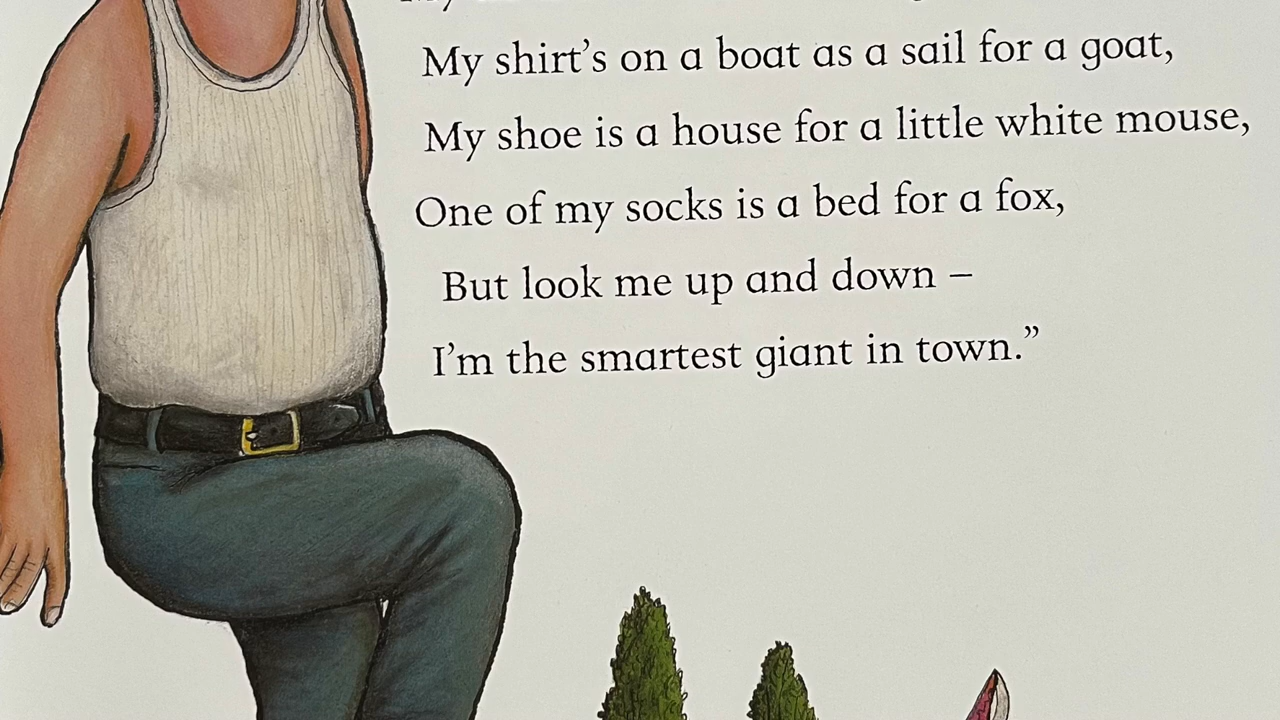 My shirt’s on a boat as a sail for a goat,
My shoe is a house for a little white mouse,
One of my socks is a bed for a fox,
But look me up and down –
I’m the smartest giant in town.”